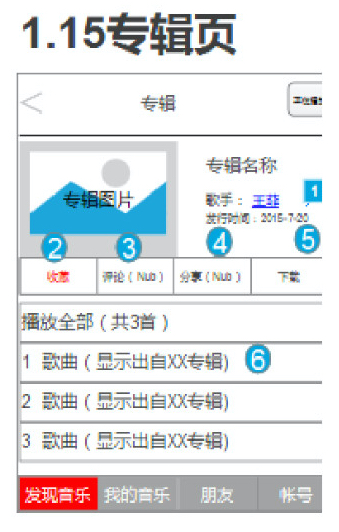 1.15专辑页
专辑
专辑名称
专辑图片
歌手：王菲
1
发行时间：2015-7-20
2
3
4
5
收藏
评论（Nub）
分享（Nub）
下载
播放全部（共3首）
1 歌曲（显示出自XX专辑)
6
2 歌曲（显示出自XX专辑)
3 歌曲（显示出自XX专辑)
发现音乐
我的音乐
朋友
帐号